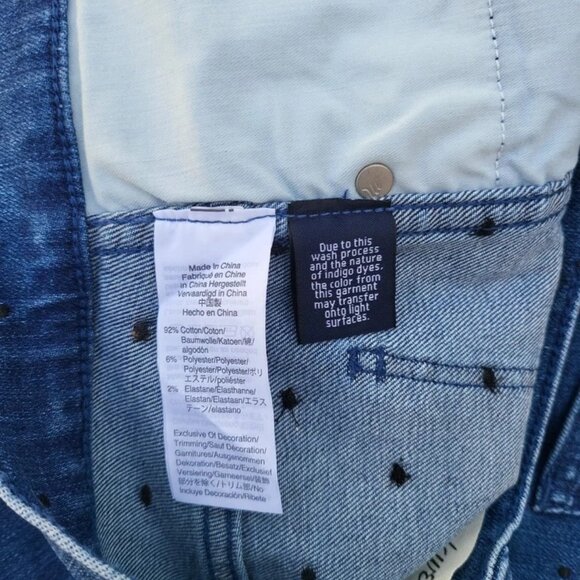 Made in China
Fabriqué en Chine
in China Hergestellt
Vervaardigd in China
中国製
Hecho en China
92% Cotton/Coton/
Baumwolle/Katoen/綿/
algodón
6% Polyester/Polyester/
Polyester/Polyester/ポリ
エステル/poliéster
2% Elastane/Élasthanne/
Elastan/Elastaan/エラス
テーン/elastano
Exclusive Of Decoration/
Trimming/Sauf Décoration/
Garnitures/Ausgenommen
Dekoration/Besatz/Exclusief
Versiering/Garneersel/装飾
部分を除く/トリム部/No
Incluye Decoración/Ribete
Due to this
wash process
and the nature
of indigo dyes,
the color from
this garment
may transfer
onto light
surfaces.